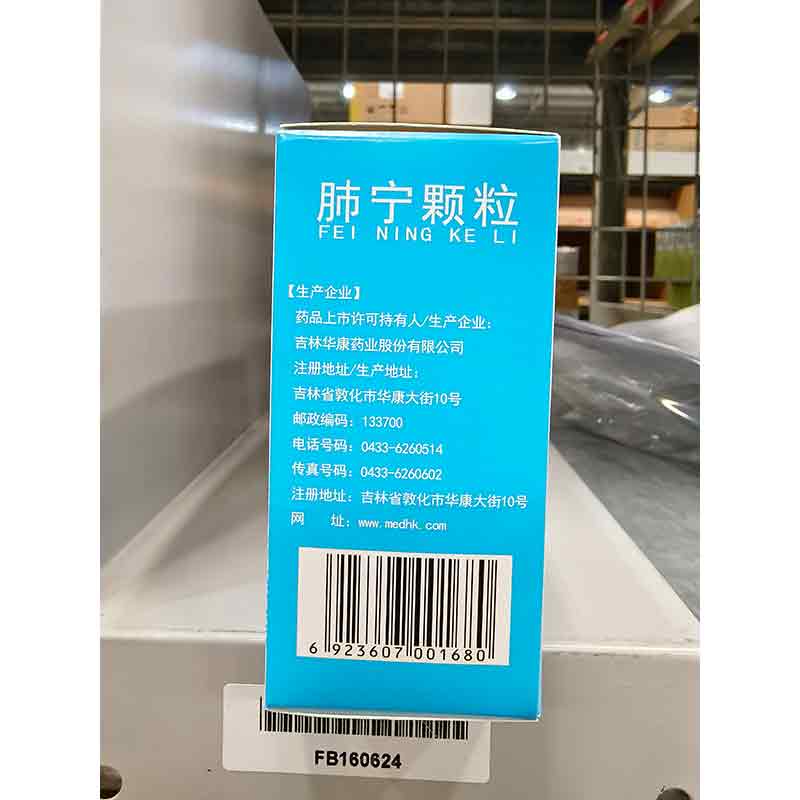 肺宁颗粒
FEI NING KE LI
【生产企业】
药品上市许可持有人/生产企业：
吉林华康药业股份有限公司
注册地址/生产地址：
吉林省敦化市华康大街10号
邮政编码：133700
电话号码：0433-6260514
传真号码：0433-6260602
注册地址：吉林省敦化市华康大街10号
网 址：www.medhk.com
6 923607 001680
FB160624